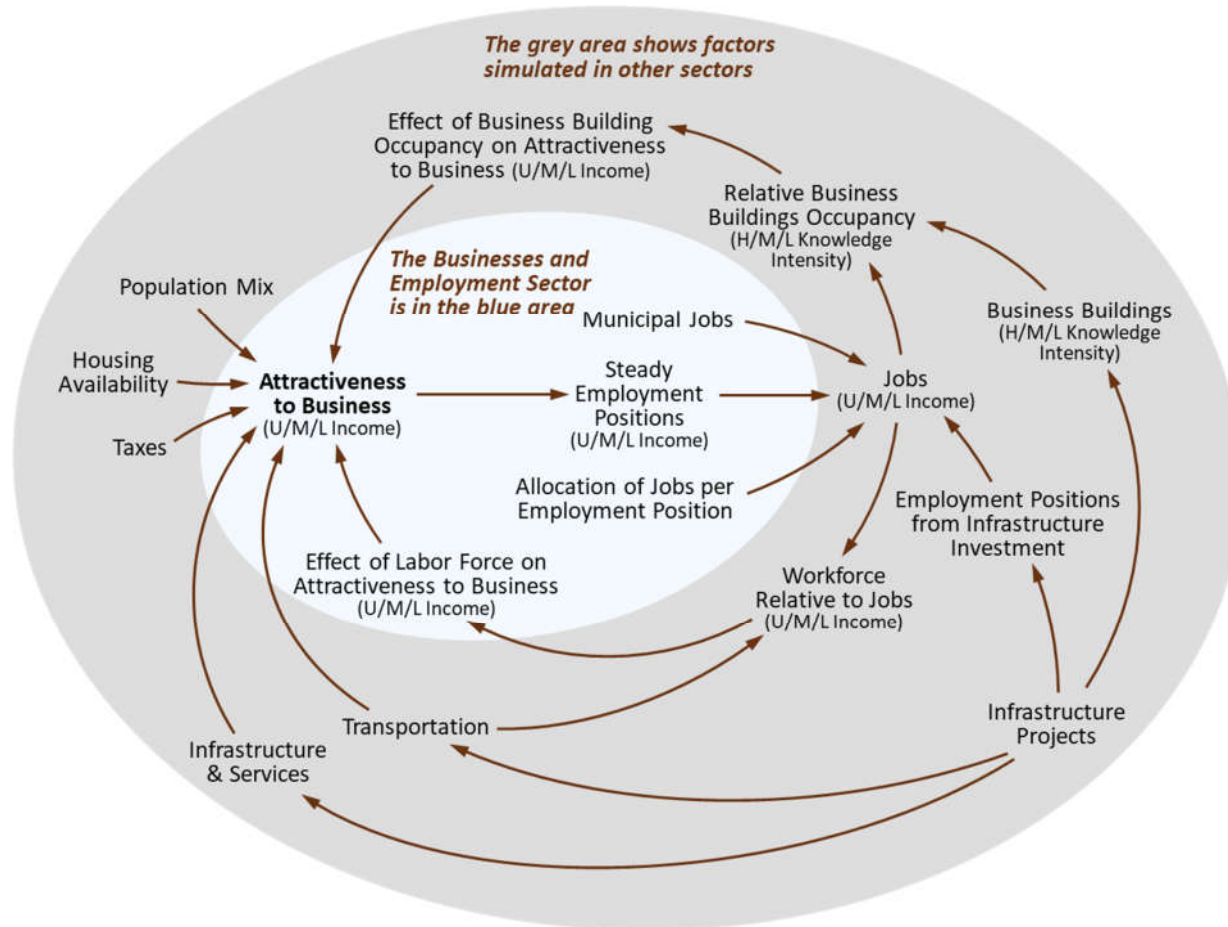 The grey area shows factors
simulated in other sectors
Effect of Business Building
Occupancy on Attractiveness
to Business (U/M/L Income)
Relative Business
Buildings Occupancy
(H/M/L Knowledge
Intensity)
The Businesses and
Employment Sector
is in the blue area
Population Mix
Municipal Jobs
Business Buildings
(H/M/L Knowledge
Intensity)
Housing
Availability
Attractiveness
to Business
(U/M/L Income)
Steady
Employment
Positions
(U/M/L Income)
Jobs
(U/M/L Income)
Taxes
Allocation of Jobs per
Employment Position
Employment Positions
from Infrastructure
Investment
Effect of Labor Force on
Attractiveness to Business
(U/M/L Income)
Workforce
Relative to Jobs
(U/M/L Income)
Transportation
Infrastructure
Projects
Infrastructure
& Services